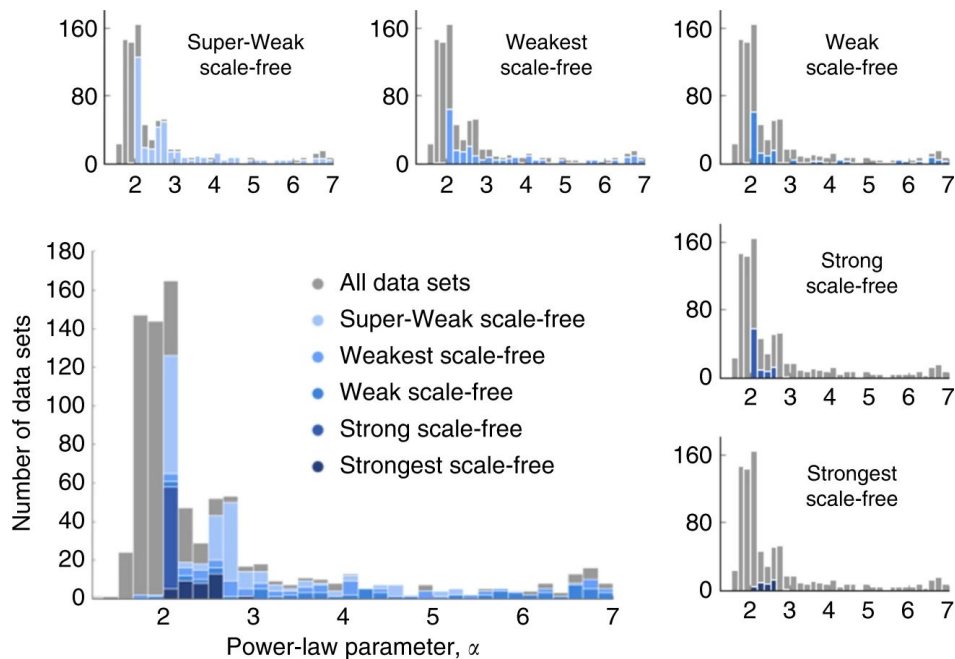 160
80
0
2 3 4 5 6 7
Super-Weak
scale-free
160
80
0
2 3 4 5 6 7
Weakest
scale-free
160
80
0
2 3 4 5 6 7
Weak
scale-free
180
160
140
120
100
80
60
40
20
0
Number of data sets
2 3 4 5 6 7
Power-law parameter, α
All data sets
Super-Weak scale-free
Weakest scale-free
Weak scale-free
Strong scale-free
Strongest scale-free
160
80
0
2 3 4 5 6 7
Strong
scale-free
160
80
0
2 3 4 5 6 7
Strongest
scale-free